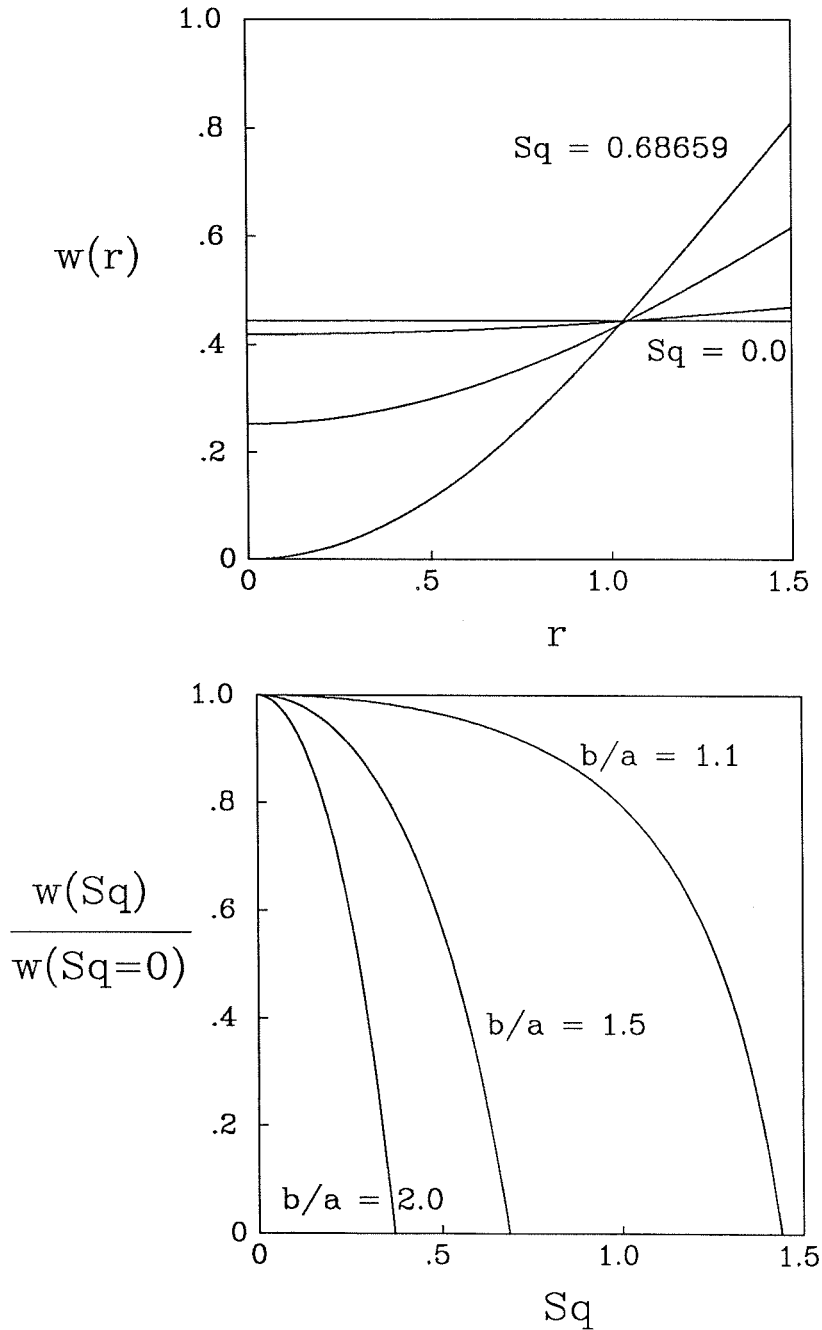 1.0
.8
Sq = 0.68659
.6
w(r)
.4
Sq = 0.0
.2
0
0
.5
1.0
1.5
r
1.0
b/a = 1.1
.8
w(Sq)
w(Sq=0)
.6
.4
b/a = 1.5
.2
b/a = 2.0
0
0
.5
1.0
1.5
Sq